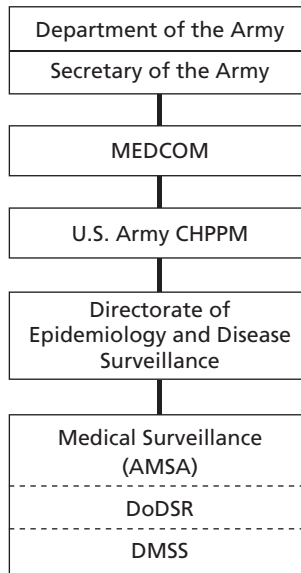 Department of the Army
Secretary of the Army
MEDCOM
U.S. Army CHPPM
Directorate of
Epidemiology and Disease
Surveillance
Medical Surveillance
(AMSA)
DoDSR
DMSS